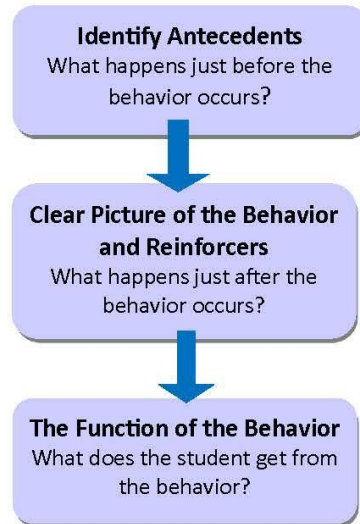 Identify Antecedents
What happens just before the
behavior occurs?
Clear Picture of the Behavior
and Reinforcers
What happens just after the
behavior occurs?
The Function of the Behavior
What does the student get from
the behavior?